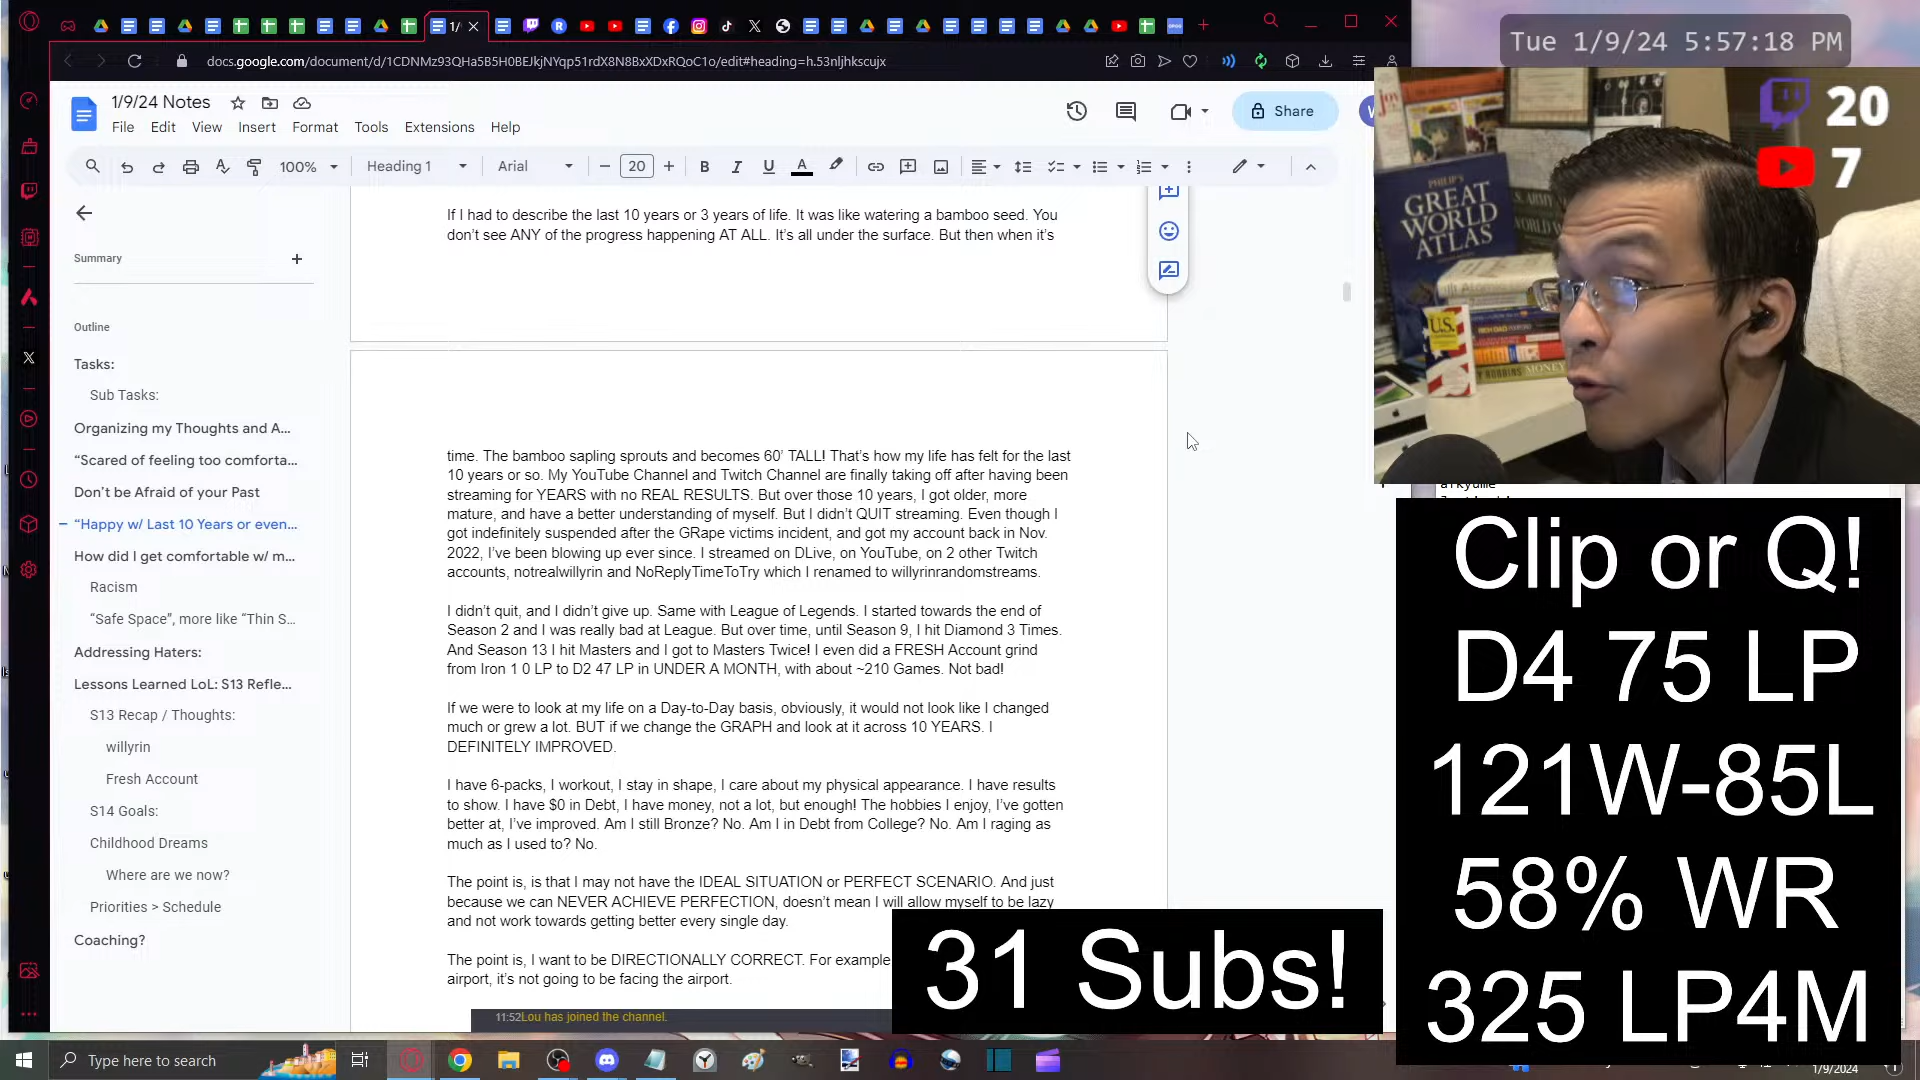 1/
docs.google.com/document/d/1CDNMz93QHa5B5H0BEJkjNYqp51rdX8N8BxXDxRQoC1o/edit#heading=h.53nljhkscujx
Tue 1/9/24 5:57:18 PM
20
7
1/9/24 Notes
File Edit View Insert Format Tools Extensions Help
Share
100% Heading 1 Arial 20
Summary
Outline
Tasks:
Sub Tasks:
Organizing my Thoughts and A...
“Scared of feeling too comforta...
Don’t be Afraid of your Past
“Happy w/ Last 10 Years or even...
How did I get comfortable w/ m...
Racism
“Safe Space”, more like “Thin S...
Addressing Haters:
Lessons Learned LoL: S13 Refle...
S13 Recap / Thoughts:
willyrin
Fresh Account
S14 Goals:
Childhood Dreams
Where are we now?
Priorities > Schedule
Coaching?
If I had to describe the last 10 years or 3 years of life. It was like watering a bamboo seed. You
don’t see ANY of the progress happening AT ALL. It’s all under the surface. But then when it’s
time. The bamboo sapling sprouts and becomes 60’ TALL! That’s how my life has felt for the last
10 years or so. My YouTube Channel and Twitch Channel are finally taking off after having been
streaming for YEARS with no REAL RESULTS. But over those 10 years, I got older, more
mature, and have a better understanding of myself. But I didn’t QUIT streaming. Even though I
got indefinitely suspended after the GRape victims incident, and got my account back in Nov.
2022, I’ve been blowing up ever since. I streamed on DLive, on YouTube, on 2 other Twitch
accounts, notrealwillyrin and NoReplyTimeToTry which I renamed to willyrinrandomstreams.
I didn’t quit, and I didn’t give up. Same with League of Legends. I started towards the end of
Season 2 and I was really bad at League. But over time, until Season 9, I hit Diamond 3 Times.
And Season 13 I hit Masters and I got to Masters Twice! I even did a FRESH Account grind
from Iron 1 0 LP to D2 47 LP in UNDER A MONTH, with about ~210 Games. Not bad!
If we were to look at my life on a Day-to-Day basis, obviously, it would not look like I changed
much or grew a lot. BUT if we change the GRAPH and look at it across 10 YEARS. I
DEFINITELY IMPROVED.
I have 6-packs, I workout, I stay in shape, I care about my physical appearance. I have results
to show. I have $0 in Debt, I have money, not a lot, but enough! The hobbies I enjoy, I’ve gotten
better at, I’ve improved. Am I still Bronze? No. Am I in Debt from College? No. Am I raging as
much as I used to? No.
The point is, is that I may not have the IDEAL SITUATION or PERFECT SCENARIO. And just
because we can NEVER ACHIEVE PERFECTION, doesn’t mean I will allow myself to be lazy
and not work towards getting better every single day.
The point is, I want to be DIRECTIONALLY CORRECT. For example
airport, it’s not going to be facing the airport.
11:52 Lou has joined the channel.
PHILIP'S
GREAT
WORLD
ATLAS
U.S.
Clip or Q!
D4 75 LP
121W-85L
58% WR
325 LP4M
31 Subs!
Type here to search
1/9/2024